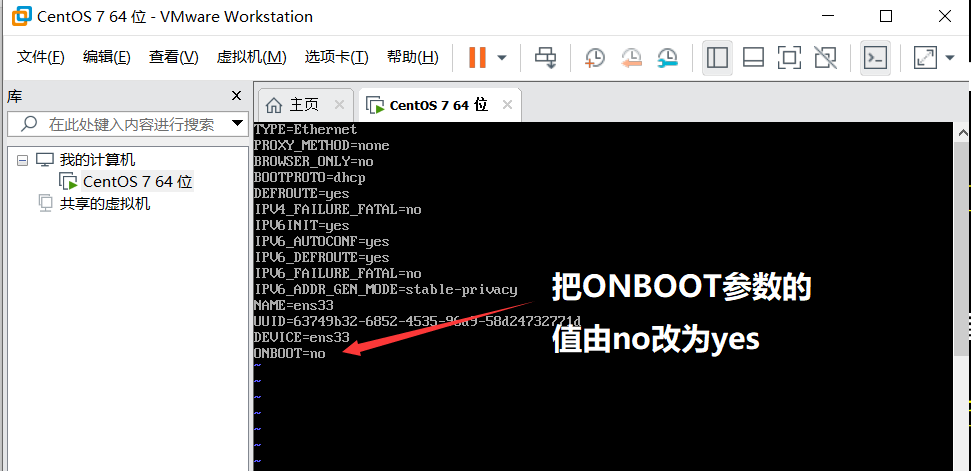 CentOS 7 64 位 - VMware Workstation
文件(F) 编辑(E) 查看(V) 虚拟机(M) 选项卡(T) 帮助(H)
库
在此处键入内容进行搜索
我的计算机
CentOS 7 64 位
共享的虚拟机
主页
CentOS 7 64 位
TYPE=Ethernet
PROXY_METHOD=none
BROWSER_ONLY=no
BOOTPROTO=dhcp
DEFROUTE=yes
IPV4_FAILURE_FATAL=no
IPV6INIT=yes
IPV6_AUTOCONF=yes
IPV6_DEFROUTE=yes
IPV6_FAILURE_FATAL=no
IPV6_ADDR_GEN_MODE=stable-privacy
NAME=ens33
UUID=63749b32-6852-4535-96a9-58d24732771d
DEVICE=ens33
ONBOOT=no
~
~
~
~
~
~
~
把ONBOOT参数的
值由no改为yes